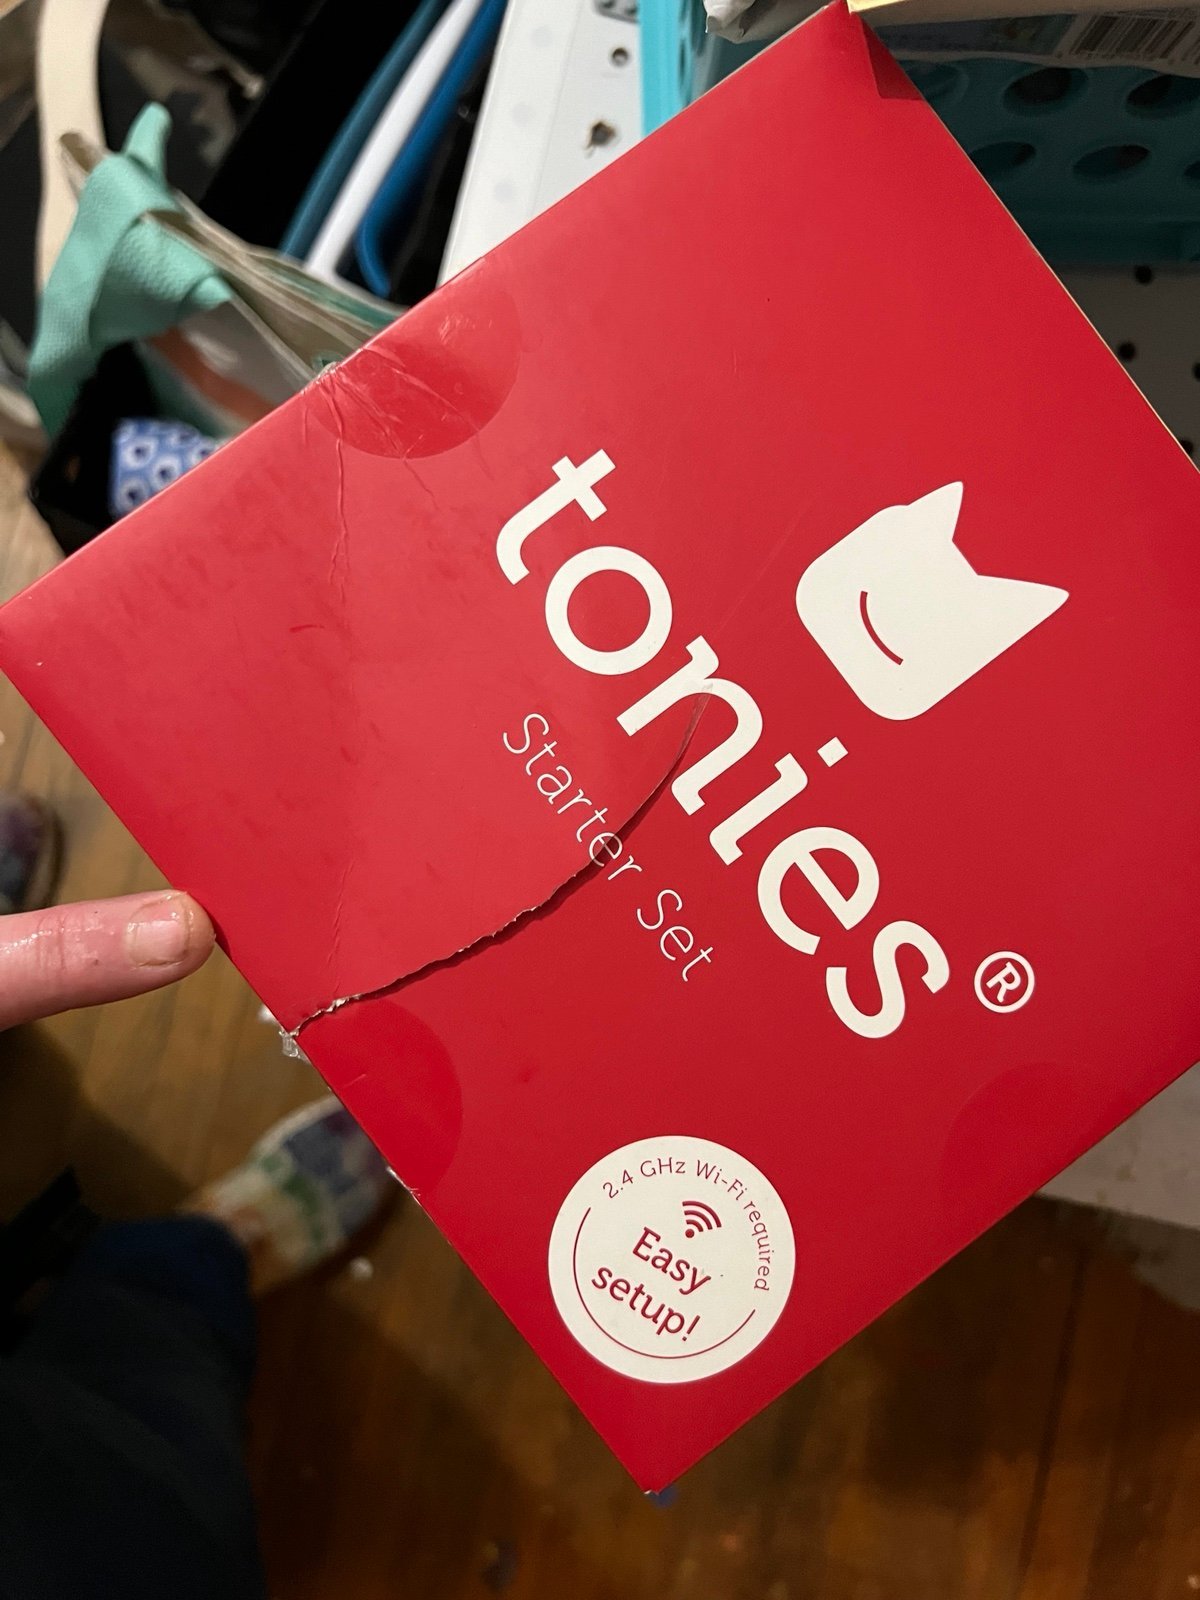 tonies®
Starter Set
2.4 GHz Wi-Fi required
Easy
setup!